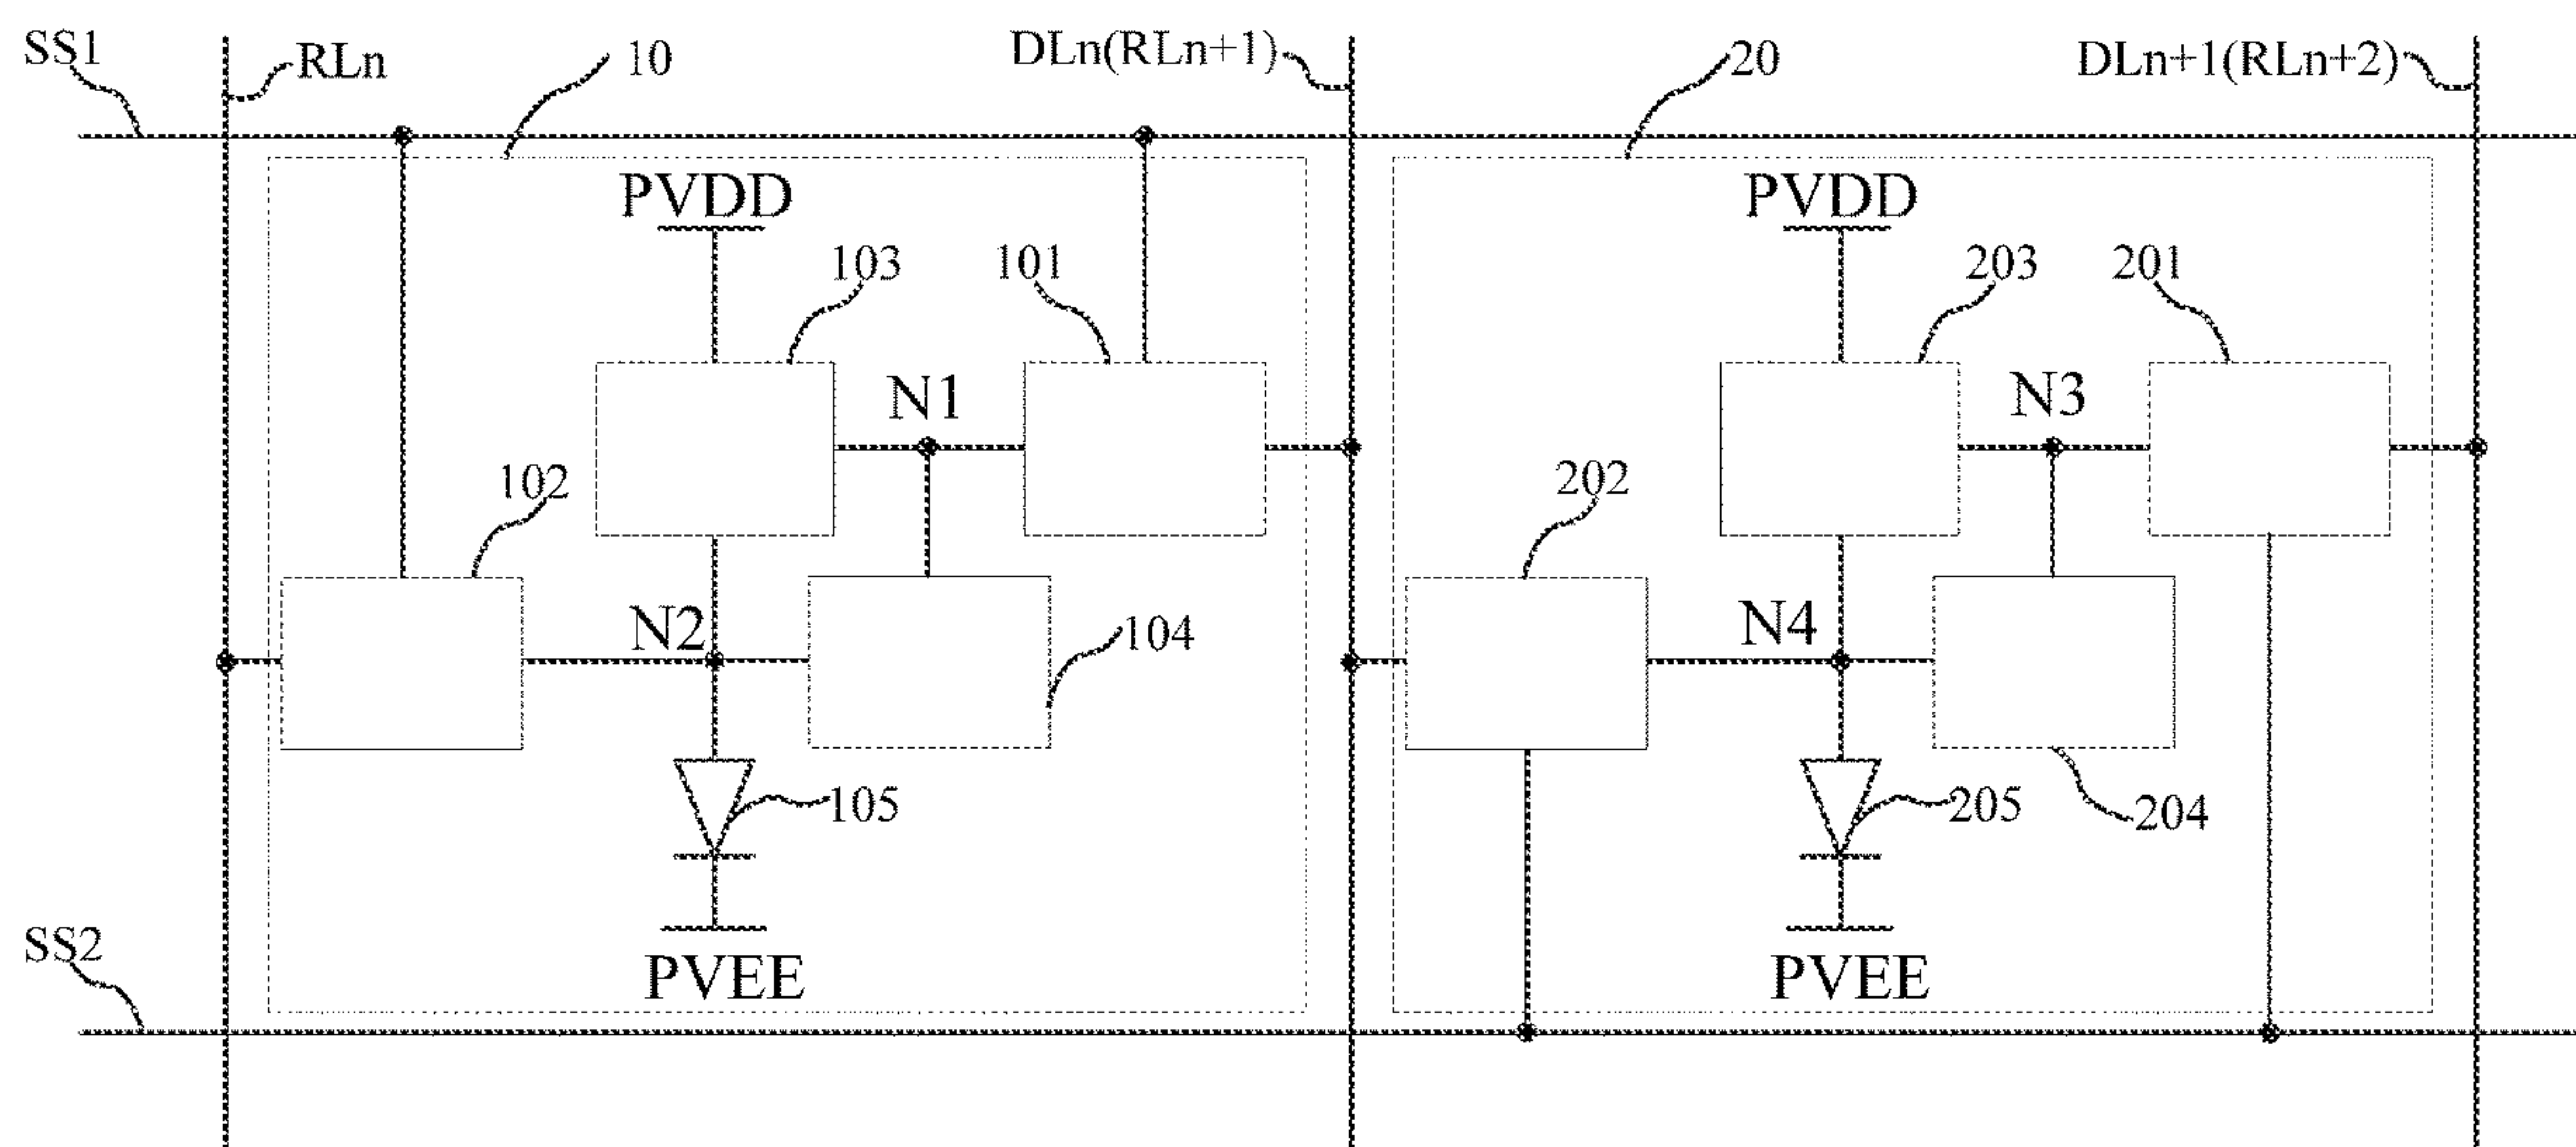 SS1
RLn
10
DLn(RLn+1)
20
DLn+1(RLn+2)
PVDD
PVDD
103
101
203
201
N1
N3
102
202
N2
104
N4
105
205
204
SS2
PVEE
PVEE